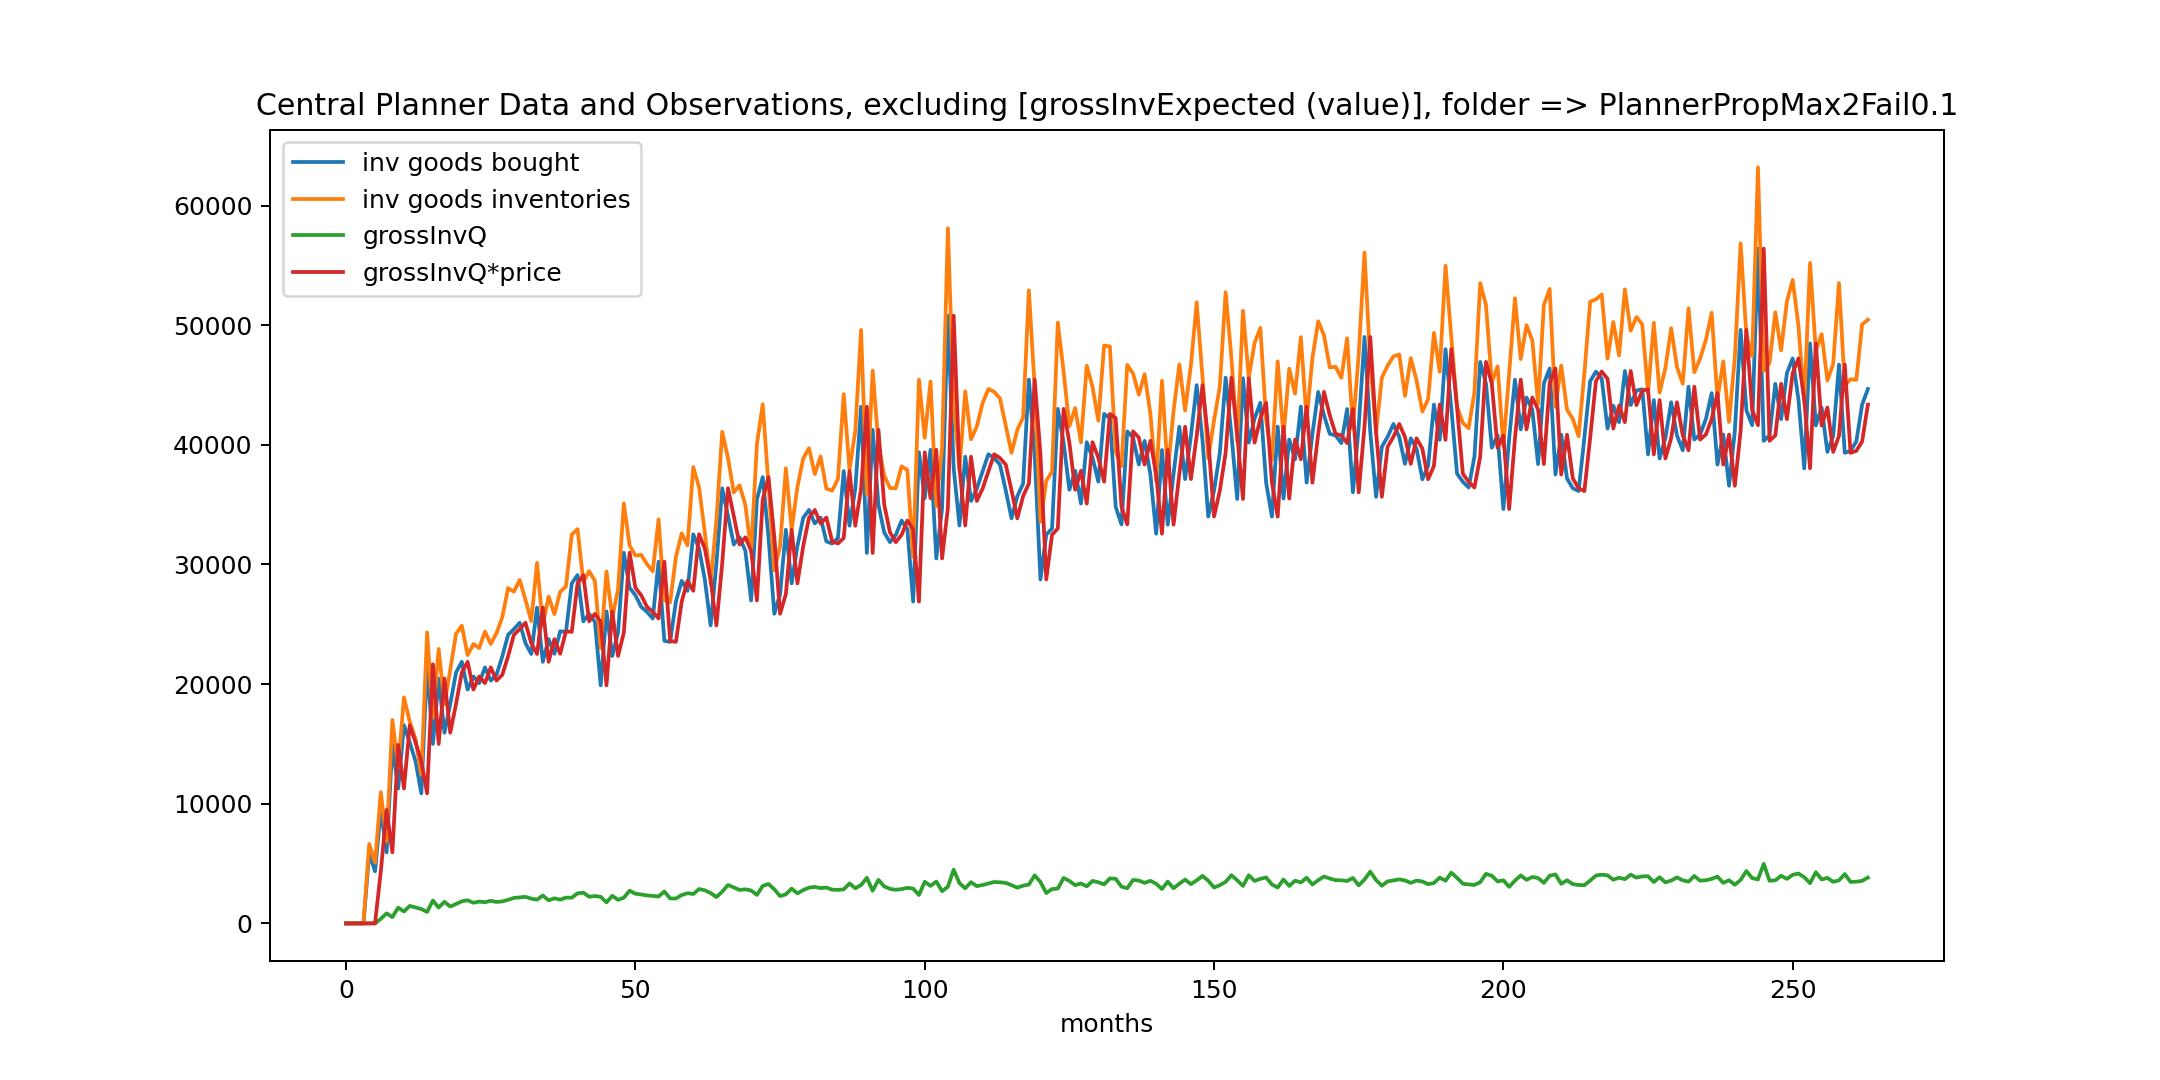 Central Planner Data and Observations, excluding [grossInvExpected (value)], folder => PlannerPropMax2Fail0.1
inv goods bought
inv goods inventories
grossInvQ
grossInvQ*price
60000
50000
40000
30000
20000
10000
0
0 50 100 150 200 250
months